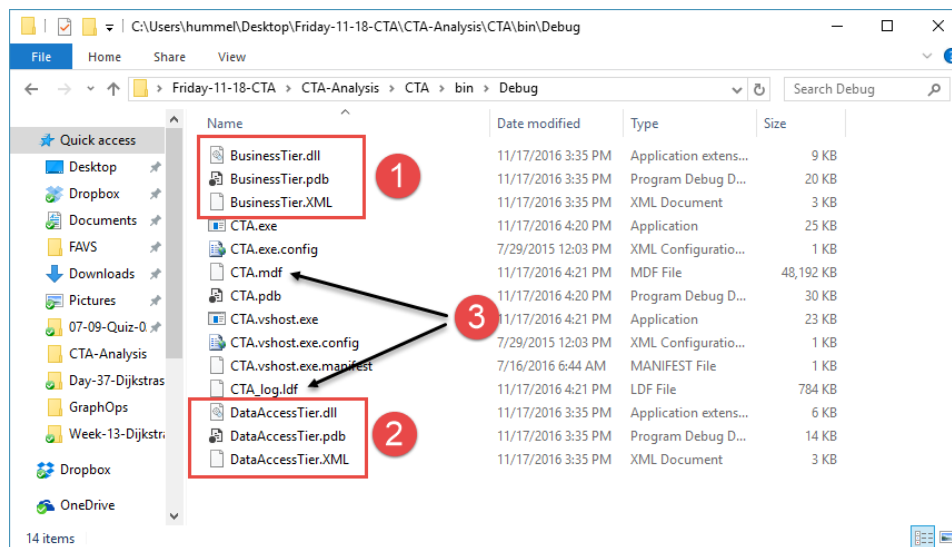 C:\Users\hummel\Desktop\Friday-11-18-CTA\CTA-Analysis\CTA\bin\Debug
File Home Share View
Friday-11-18-CTA > CTA-Analysis > CTA > bin > Debug Search Debug
Name Date modified Type Size
Quick access
Desktop
Dropbox
Documents
FAVS
Downloads
Pictures
07-09-Quiz-0
CTA-Analysis
Day-37-Dijkstras
GraphOps
Week-13-Dijkstra
Dropbox
OneDrive
BusinessTier.dll 11/17/2016 3:35 PM Application extens... 9 KB
BusinessTier.pdb 11/17/2016 3:35 PM Program Debug D... 20 KB
BusinessTier.XML 11/17/2016 3:35 PM XML Document 3 KB
1
CTA.exe 11/17/2016 4:20 PM Application 25 KB
CTA.exe.config 7/29/2015 12:03 PM XML Configuratio... 1 KB
CTA.mdf 11/17/2016 4:21 PM MDF File 48,192 KB
CTA.pdb 11/17/2016 4:20 PM Program Debug D... 30 KB
CTA.vshost.exe 11/17/2016 4:21 PM Application 23 KB
3
CTA.vshost.exe.config 7/29/2015 12:03 PM XML Configuratio... 1 KB
CTA.vshost.exe.manifest 7/16/2016 6:44 AM MANIFEST File 1 KB
CTA_log.ldf 11/17/2016 4:21 PM LDF File 784 KB
DataAccessTier.dll 11/17/2016 3:35 PM Application extens... 6 KB
DataAccessTier.pdb 11/17/2016 3:35 PM Program Debug D... 14 KB
DataAccessTier.XML 11/17/2016 3:35 PM XML Document 3 KB
2
14 items